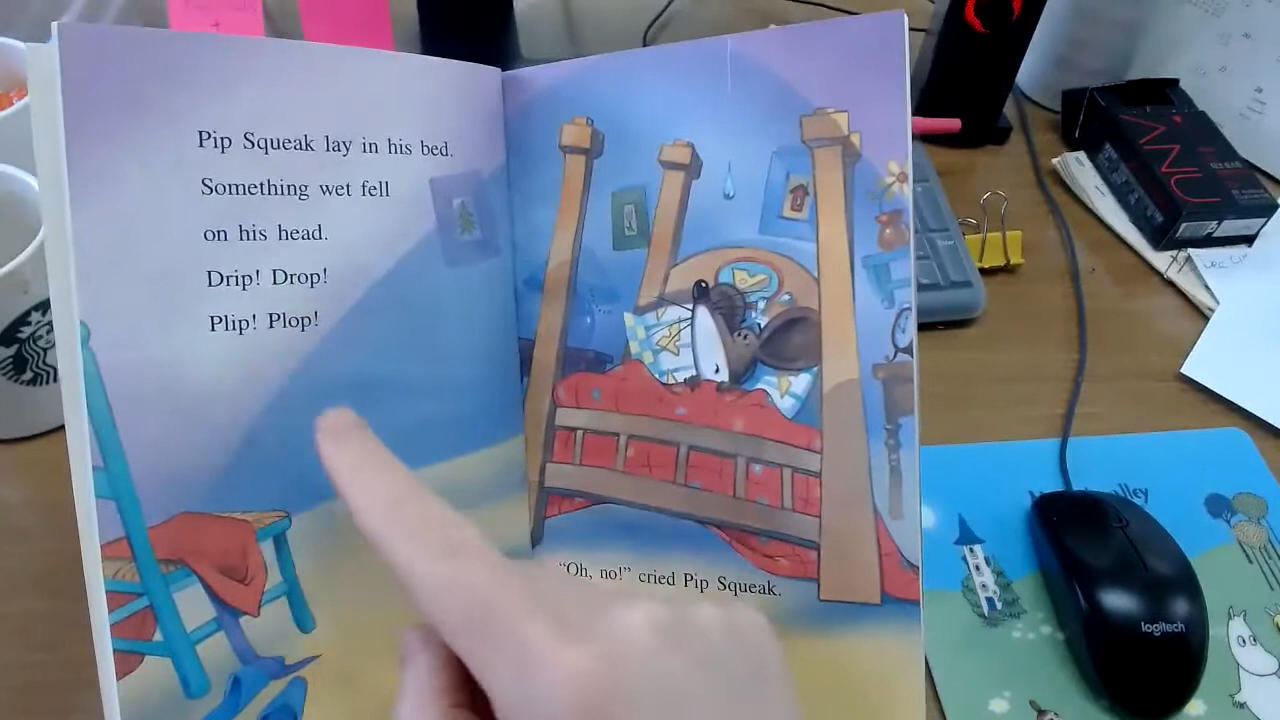 Pip Squeak lay in his bed.
Something wet fell
on his head.
Drip! Drop!
Plip! Plop!
"Oh, no!" cried Pip Squeak.
logitech